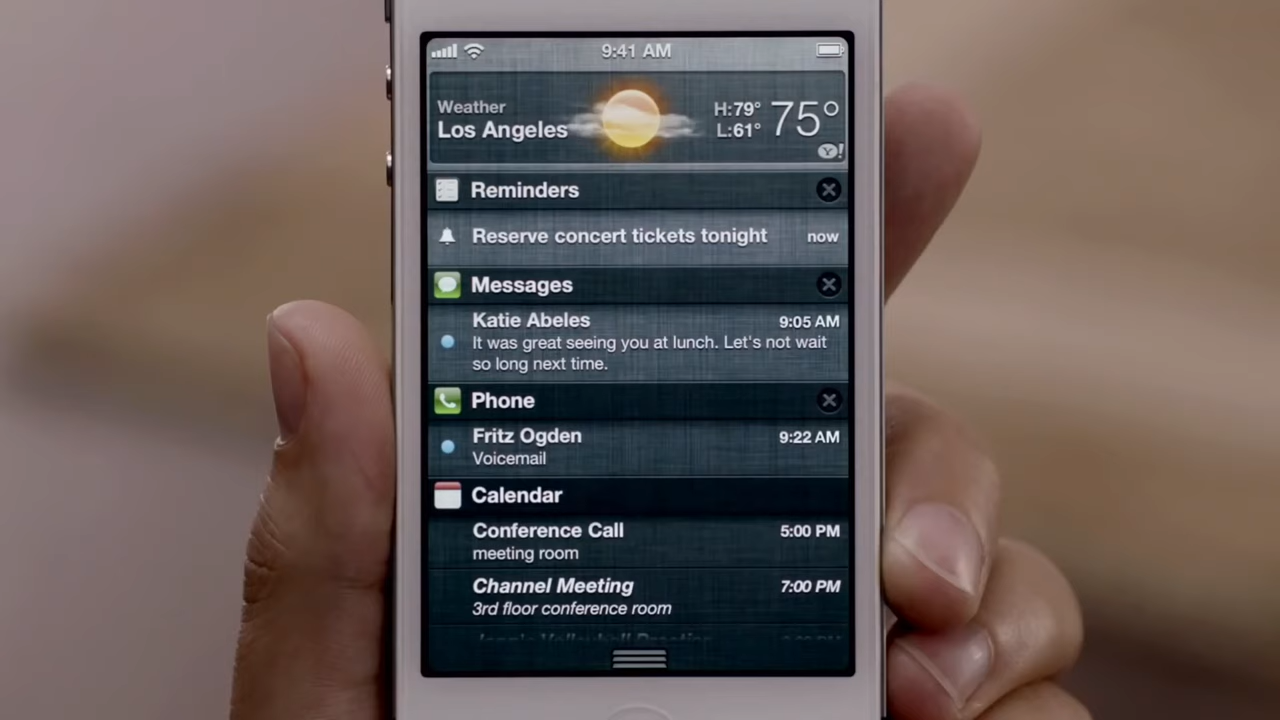 9:41 AM
Weather
Los Angeles
H:79°
L:61°
75°
Y!
Reminders
Reserve concert tickets tonight now
Messages
Katie Abeles 9:05 AM
It was great seeing you at lunch. Let's not wait
so long next time.
Phone
Fritz Ogden 9:22 AM
Voicemail
Calendar
Conference Call 5:00 PM
meeting room
Channel Meeting 7:00 PM
3rd floor conference room
Volleyball Practice